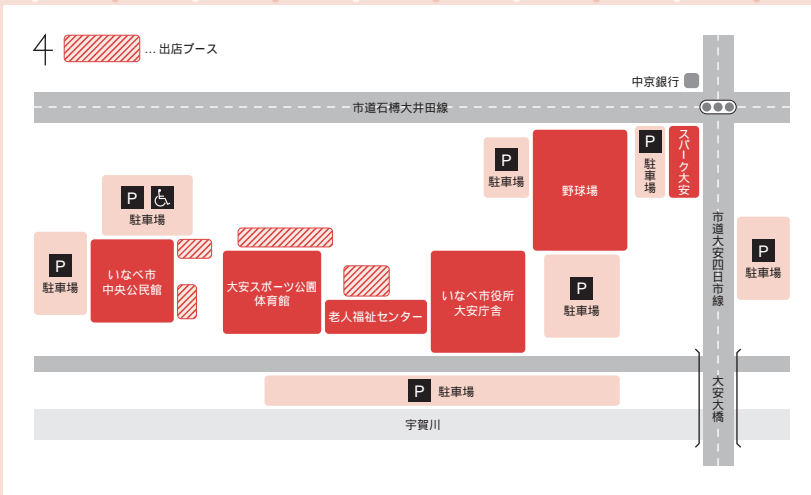 4
…出店ブース
中京銀行
市道石榑大井田線
P
駐車場
P
駐車場
スパーク大安
野球場
P
駐車場
P
駐車場
いなべ市
中央公民館
大安スポーツ公園
体育館
老人福祉センター
いなべ市役所
大安庁舎
P
駐車場
市道大安四日市線
P
駐車場
P
駐車場
大安大橋
宇賀川